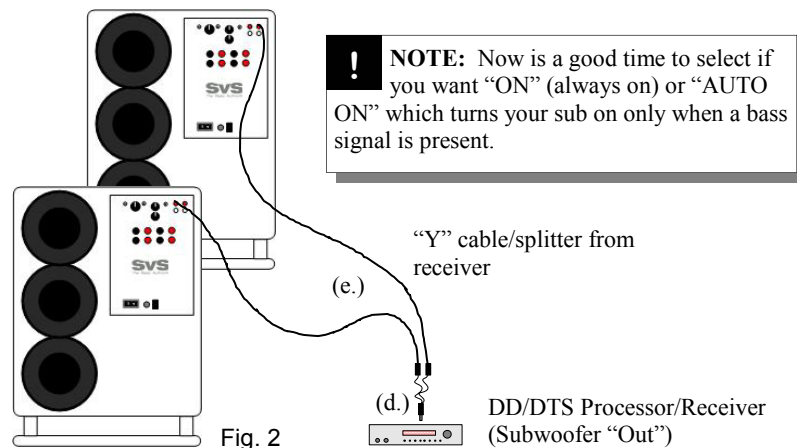 ! NOTE: Now is a good time to select if
you want “ON” (always on) or “AUTO
ON” which turns your sub on only when a bass
signal is present.
SVS
“Y” cable/splitter from
receiver
(e.)
SVS
(d.)
DD/DTS Processor/Receiver
(Subwoofer “Out”)
Fig. 2